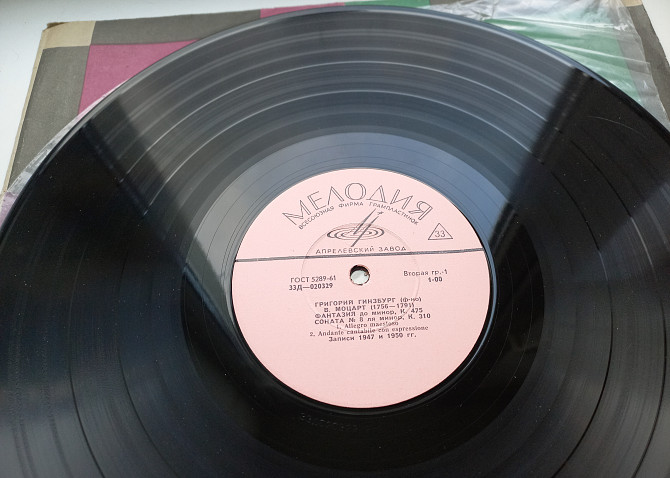 МЕЛОДИЯ
ВСЕСОЮЗНАЯ ФИРМА ГРАМПЛАСТИНОК
33
АПРЕЛЕВСКИЙ ЗАВОД
ГОСТ 5289-61 Вторая гр.-1
33Д—020329 1-00
ГРИГОРИЙ ГИНЗБУРГ (ф-но)
В. МОЦАРТ (1756—1791)
ФАНТАЗИЯ до минор, К. 475
СОНАТА № 8 ля минор, К. 310
1. Allegro maestoso
2. Andante cantabile con espressione
Записи 1947 и 1950 гг.